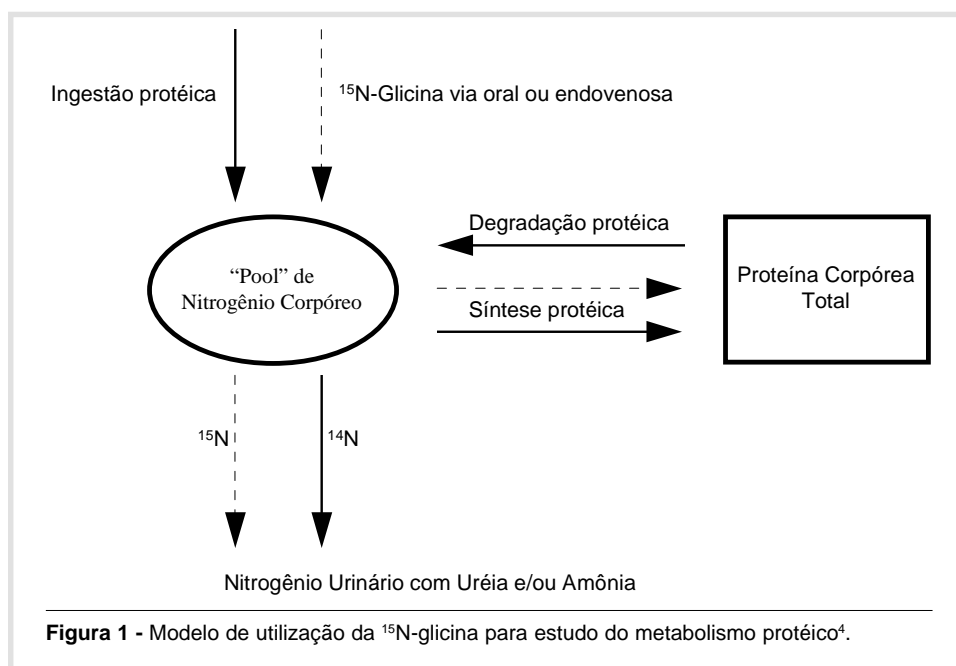 Ingestão protéica
¹⁵N-Glicina via oral ou endovenosa
Degradação protéica
“Pool” de
Nitrogênio Corpóreo
Proteína Corpórea
Total
Síntese protéica
¹⁵N
¹⁴N
Nitrogênio Urinário com Uréia e/ou Amônia
Figura 1 - Modelo de utilização da ¹⁵N-glicina para estudo do metabolismo protéico⁴.